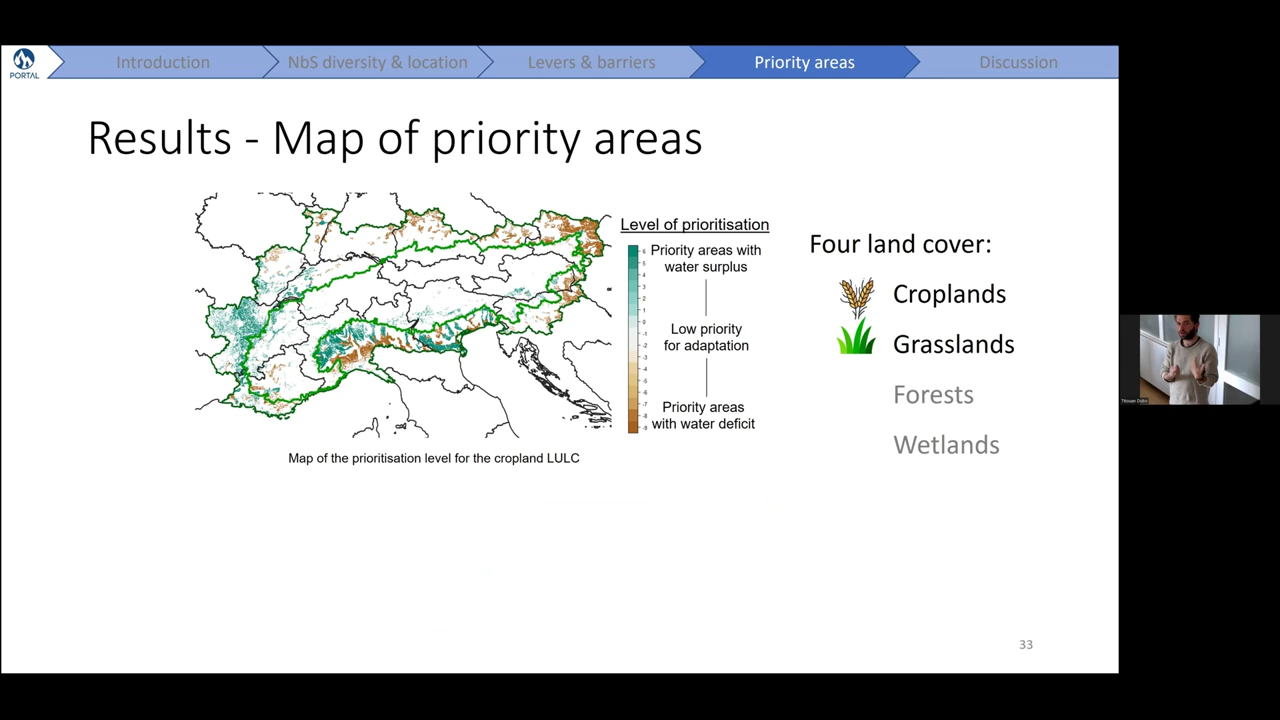 PORTAL
Introduction
NbS diversity & location
Levers & barriers
Priority areas
Discussion
Results - Map of priority areas
Level of prioritisation
Priority areas with
water surplus
Low priority
for adaptation
Priority areas
with water deficit
Map of the prioritisation level for the cropland LULC
Four land cover:
Croplands
Grasslands
Forests
Wetlands
33